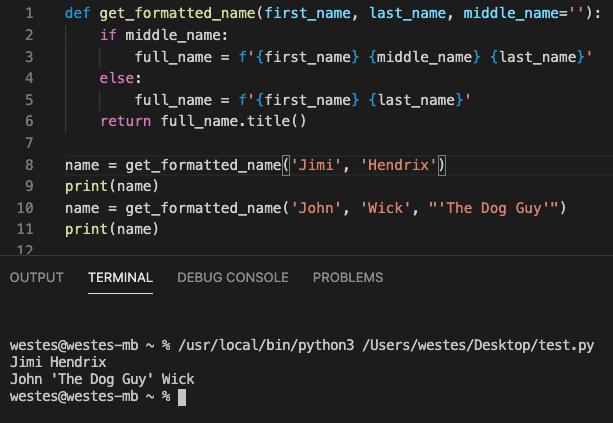 1 def get_formatted_name(first_name, last_name, middle_name=''):
2     if middle_name:
3         full_name = f'{first_name} {middle_name} {last_name}'
4     else:
5         full_name = f'{first_name} {last_name}'
6     return full_name.title()
7
8 name = get_formatted_name('Jimi', 'Hendrix')
9 print(name)
10 name = get_formatted_name('John', 'Wick', "'The Dog Guy'")
11 print(name)
12
OUTPUT TERMINAL DEBUG CONSOLE PROBLEMS
westes@westes-mb ~ % /usr/local/bin/python3 /Users/westes/Desktop/test.py
Jimi Hendrix
John 'The Dog Guy' Wick
westes@westes-mb ~ %